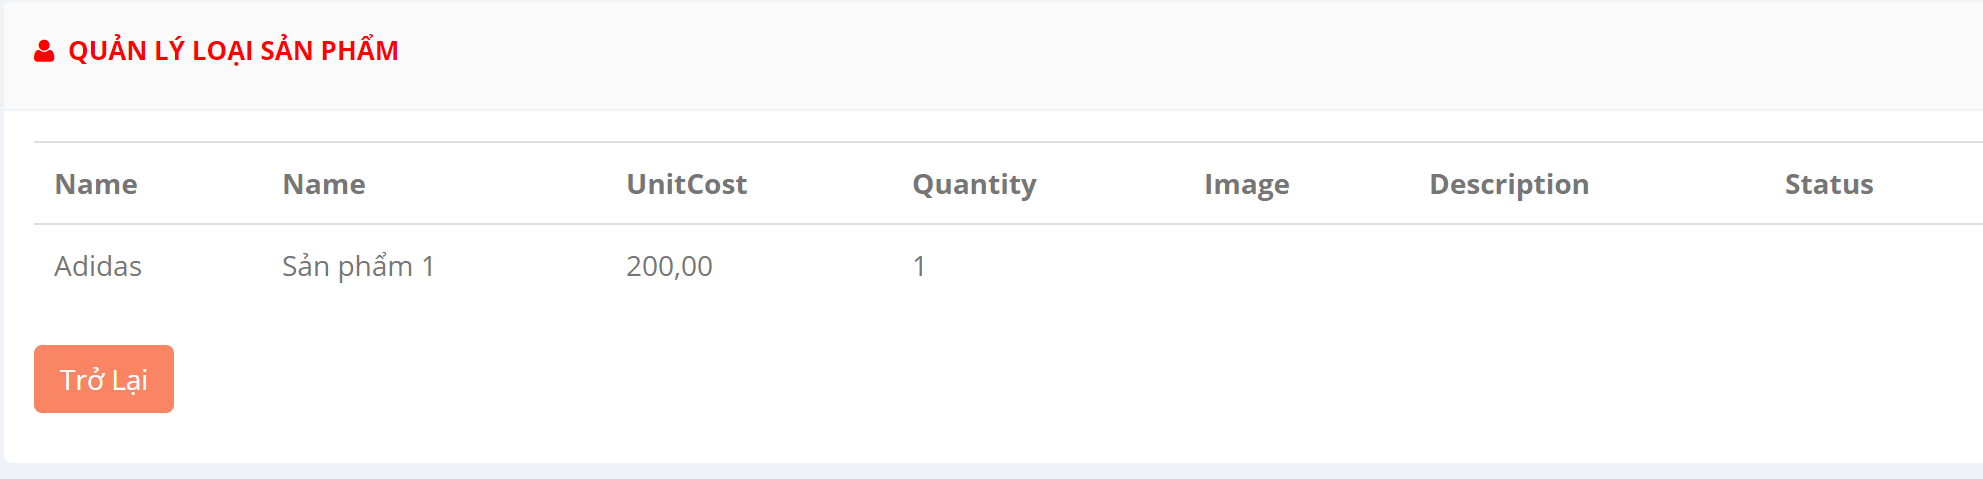 QUẢN LÝ LOẠI SẢN PHẨM
Name Name UnitCost Quantity Image Description Status
Adidas Sản phẩm 1 200,00 1
Trở Lại